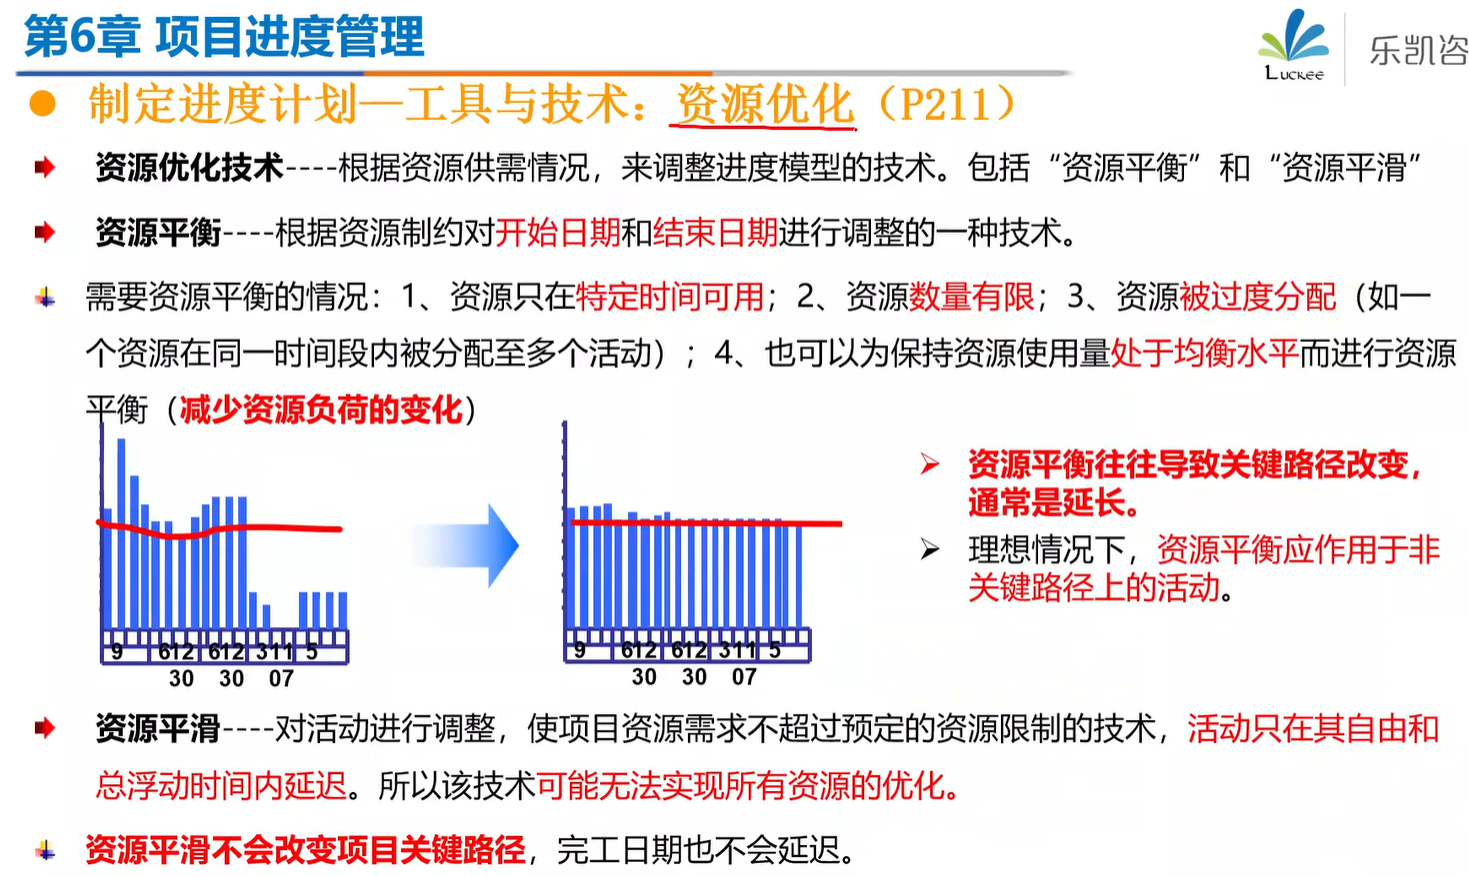 第6章 项目进度管理
Luckee
乐凯咨
制定进度计划—工具与技术：资源优化（P211）
资源优化技术----根据资源供需情况，来调整进度模型的技术。包括“资源平衡”和“资源平滑”
资源平衡----根据资源制约对开始日期和结束日期进行调整的一种技术。
需要资源平衡的情况：1、资源只在特定时间可用；2、资源数量有限；3、资源被过度分配（如一
个资源在同一时间段内被分配至多个活动）；4、也可以为保持资源使用量处于均衡水平而进行资源
平衡（减少资源负荷的变化）
9 612 612 311 5
30 30 07
9 612 612 311 5
30 30 07
资源平衡往往导致关键路径改变，
通常是延长。
理想情况下，资源平衡应作用于非
关键路径上的活动。
资源平滑----对活动进行调整，使项目资源需求不超过预定的资源限制的技术，活动只在其自由和
总浮动时间内延迟。所以该技术可能无法实现所有资源的优化。
资源平滑不会改变项目关键路径，完工日期也不会延迟。